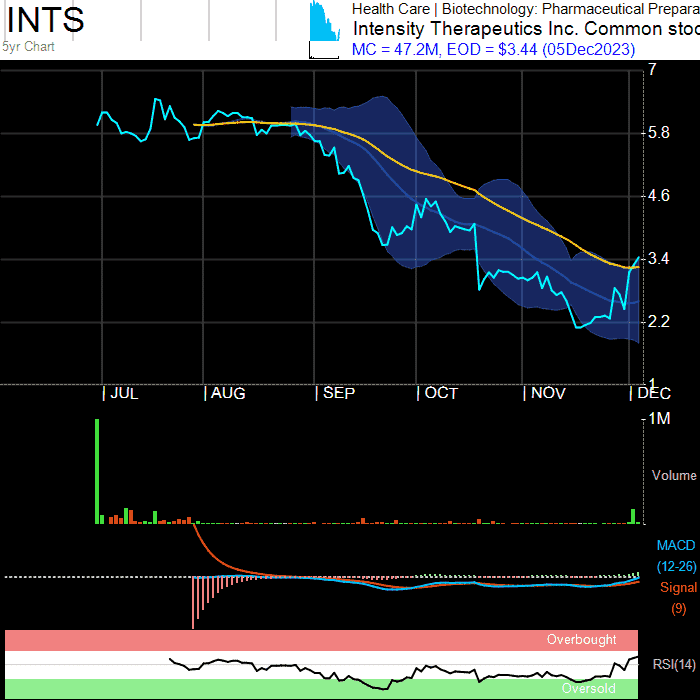 INTS
5yr Chart
Health Care | Biotechnology: Pharmaceutical Prepara
Intensity Therapeutics Inc. Common stoc
MC = 47.2M, EOD = $3.44 (05Dec2023)
7
5.8
4.6
3.4
2.2
1
JUL AUG SEP OCT NOV DEC
1M
Volume
MACD
(12-26)
Signal
(9)
Overbought
RSI(14)
Oversold